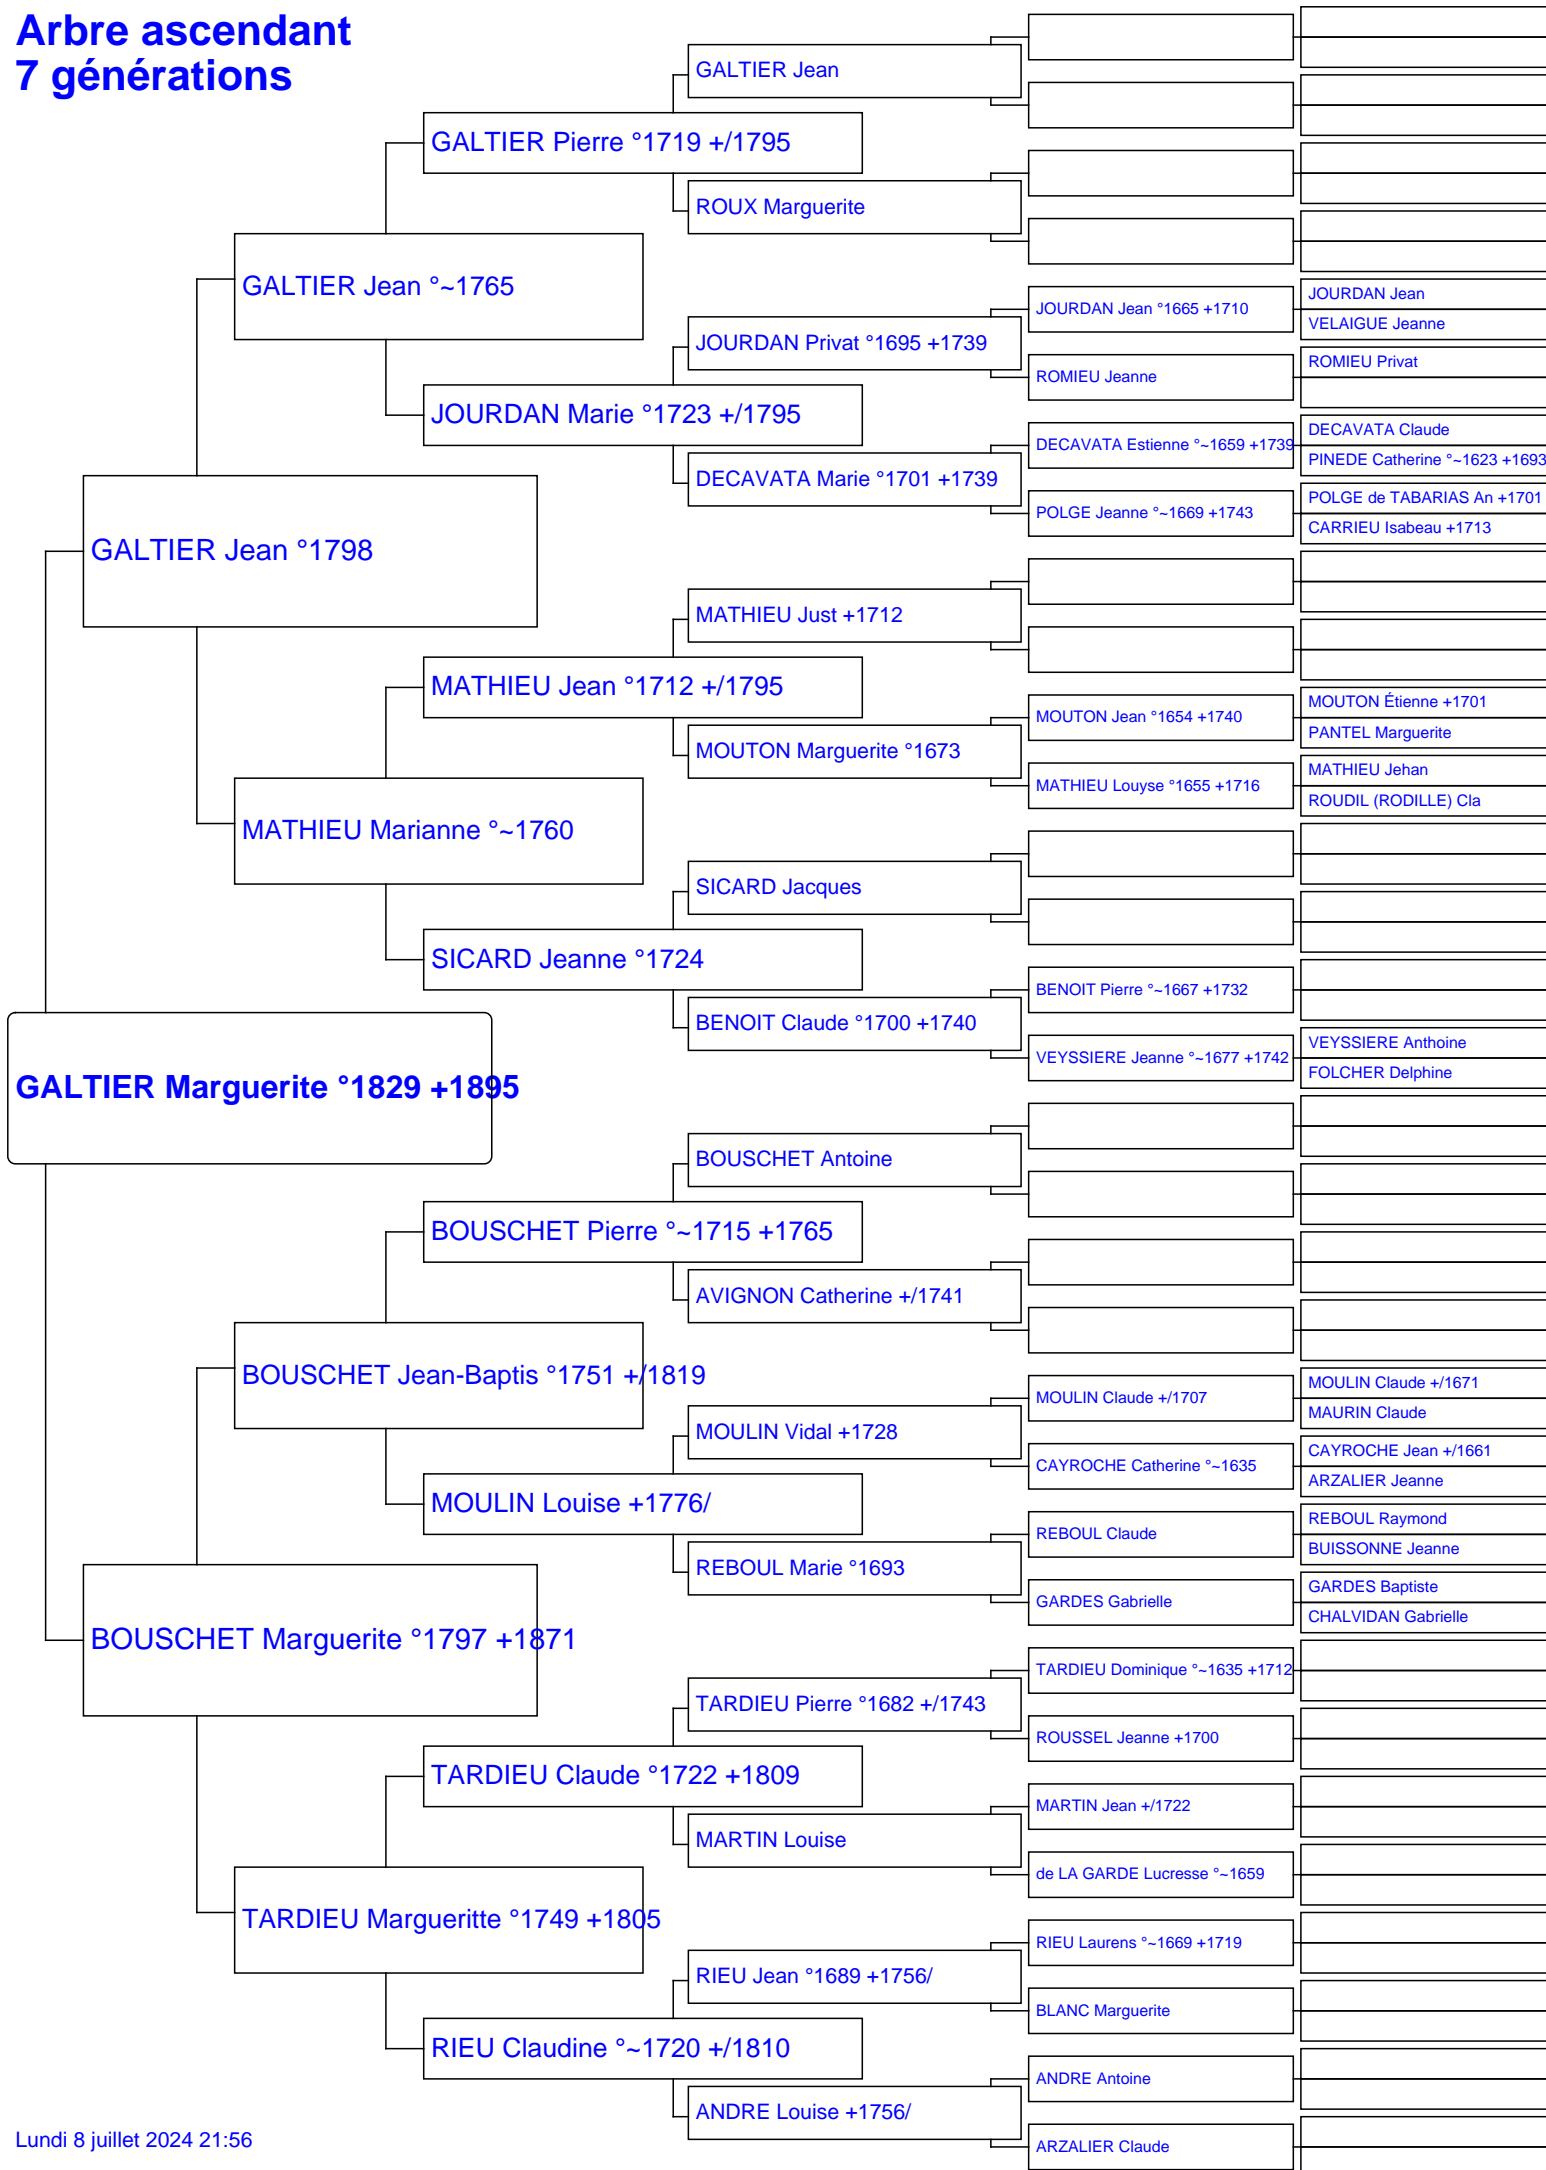 Arbre ascendant
7 générations
GALTIER Marguerite °1829 +1895
GALTIER Jean °1798
BOUSCHET Marguerite °1797 +1871
GALTIER Jean °~1765
MATHIEU Marianne °~1760
BOUSCHET Jean-Baptis °1751 +/1819
TARDIEU Margueritte °1749 +1805
GALTIER Pierre °1719 +/1795
JOURDAN Marie °1723 +/1795
MATHIEU Jean °1712 +/1795
SICARD Jeanne °1724
BOUSCHET Pierre °~1715 +1765
MOULIN Louise +1776/
TARDIEU Claude °1722 +1809
RIEU Claudine °~1720 +/1810
GALTIER Jean
ROUX Marguerite
JOURDAN Privat °1695 +1739
DECAVATA Marie °1701 +1739
MATHIEU Just +1712
MOUTON Marguerite °1673
SICARD Jacques
BENOIT Claude °1700 +1740
BOUSCHET Antoine
AVIGNON Catherine +/1741
MOULIN Vidal +1728
REBOUL Marie °1693
TARDIEU Pierre °1682 +/1743
MARTIN Louise
RIEU Jean °1689 +1756/
ANDRE Louise +1756/
JOURDAN Jean °1665 +1710
ROMIEU Jeanne
DECAVATA Estienne °~1659 +1739
POLGE Jeanne °~1669 +1743
MOUTON Jean °1654 +1740
MATHIEU Louyse °1655 +1716
BENOIT Pierre °~1667 +1732
VEYSSIERE Jeanne °~1677 +1742
MOULIN Claude +/1707
CAYROCHE Catherine °~1635
REBOUL Claude
GARDES Gabrielle
TARDIEU Dominique °~1635 +1712
ROUSSEL Jeanne +1700
MARTIN Jean +/1722
de LA GARDE Lucresse °~1659
RIEU Laurens °~1669 +1719
BLANC Marguerite
ANDRE Antoine
ARZALIER Claude
JOURDAN Jean
VELAIGUE Jeanne
ROMIEU Privat
DECAVATA Claude
PINEDE Catherine °~1623 +1693
POLGE de TABARIAS An +1701
CARRIEU Isabeau +1713
MOUTON Étienne +1701
PANTEL Marguerite
MATHIEU Jehan
ROUDIL (RODILLE) Cla
VEYSSIERE Anthoine
FOLCHER Delphine
MOULIN Claude +/1671
MAURIN Claude
CAYROCHE Jean +/1661
ARZALIER Jeanne
REBOUL Raymond
BUISSONNE Jeanne
GARDES Baptiste
CHALVIDAN Gabrielle
Lundi 8 juillet 2024 21:56